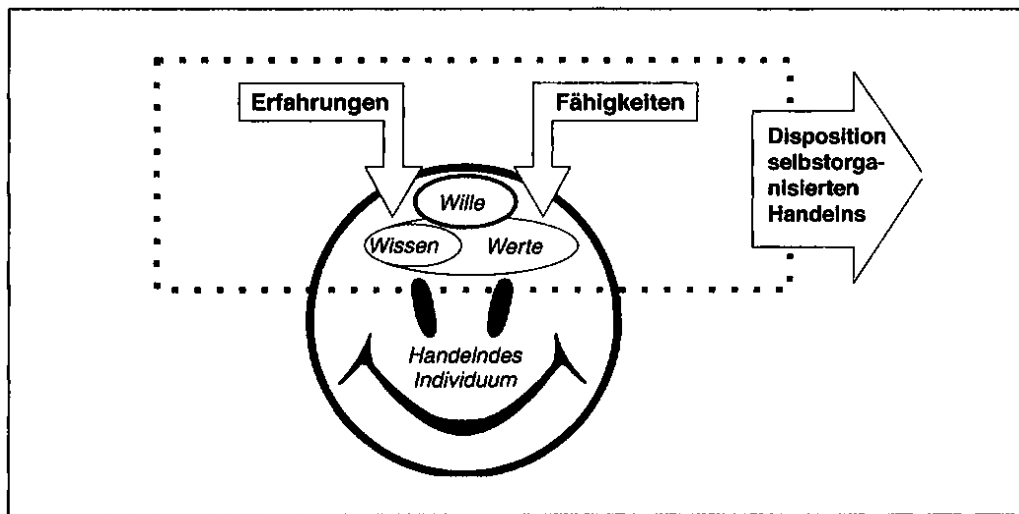 Erfahrungen
Fähigkeiten
Disposition
selbstorga-
nisierten
Handelns
Wille
Wissen
Werte
Handelndes
Individuum